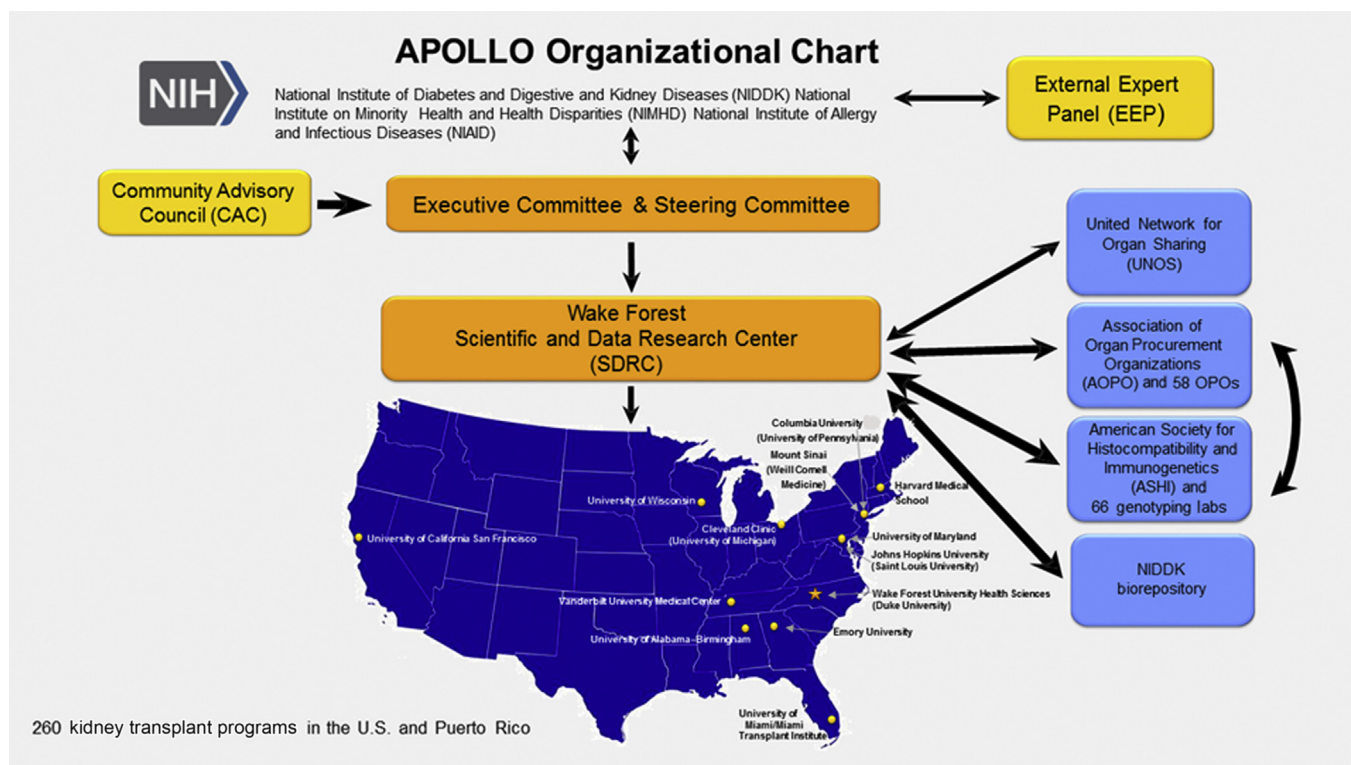 APOLLO Organizational Chart
NIH
National Institute of Diabetes and Digestive and Kidney Diseases (NIDDK) National
Institute on Minority Health and Health Disparities (NIMHD) National Institute of Allergy
and Infectious Diseases (NIAID)
External Expert
Panel (EEP)
Community Advisory
Council (CAC)
Executive Committee & Steering Committee
Wake Forest
Scientific and Data Research Center
(SDRC)
United Network for
Organ Sharing
(UNOS)
Association of
Organ Procurement
Organizations
(AOPO) and 58 OPOs
American Society for
Histocompatibility and
Immunogenetics
(ASHI) and
66 genotyping labs
NIDDK
biorepository
Columbia University
(University of Pennsylvania)
Mount Sinai
(Weill Cornell
Medicine)
Harvard Medical
School
University of Wisconsin
Cleveland Clinic
(University of Michigan)
University of California San Francisco
University of Maryland
Johns Hopkins University
(Saint Louis University)
Wake Forest University Health Sciences
(Duke University)
Vanderbilt University Medical Center
University of Alabama–Birmingham
Emory University
University of
Miami/Miami
Transplant Institute
260 kidney transplant programs in the U.S. and Puerto Rico